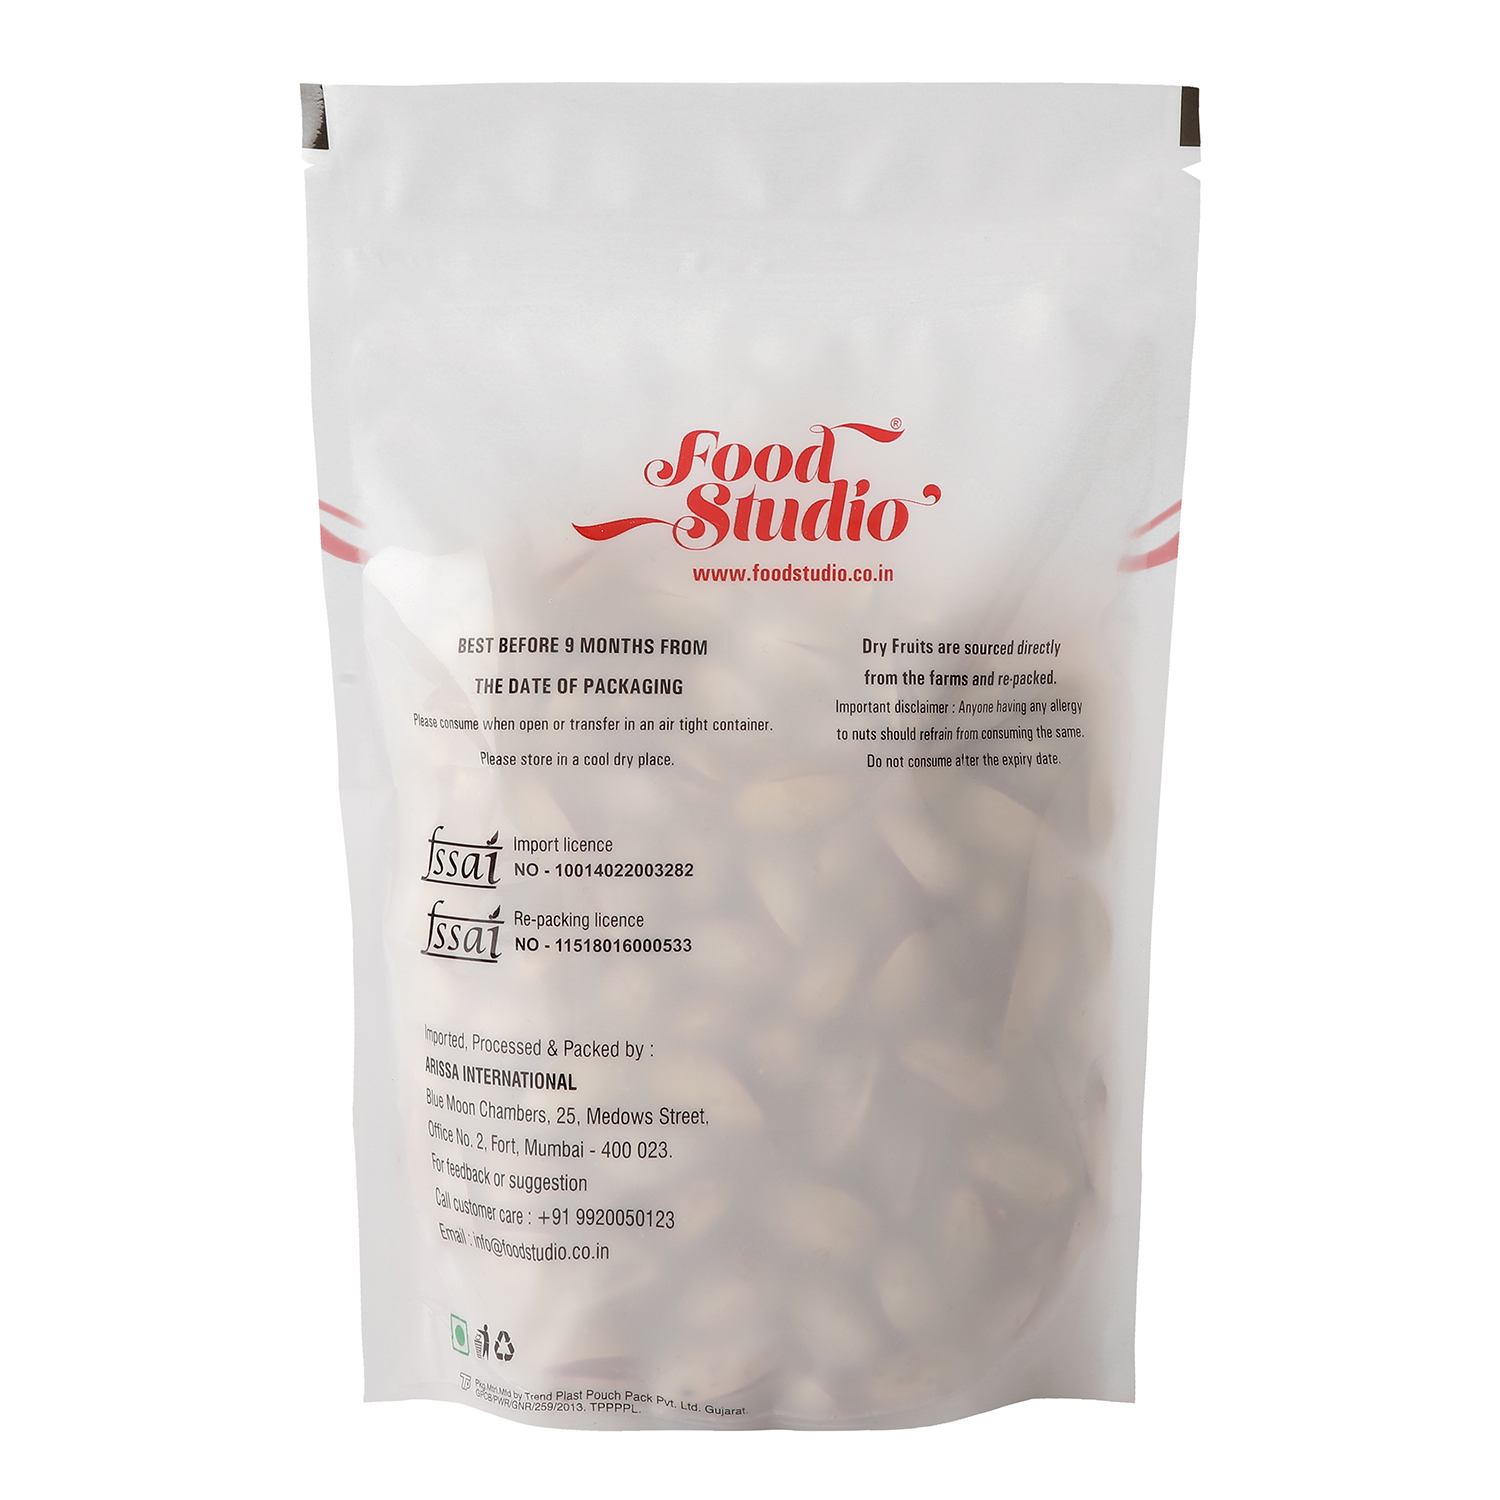 Food
Studio
®
www.foodstudio.co.in
BEST BEFORE 9 MONTHS FROM
THE DATE OF PACKAGING
Please consume when open or transfer in an air tight container.
Please store in a cool dry place.
Dry Fruits are sourced directly
from the farms and re-packed.
Important disclaimer : Anyone having any allergy
to nuts should refrain from consuming the same.
Do not consume after the expiry date.
fssai
Import licence
NO - 10014022003282
fssai
Re-packing licence
NO - 11518016000533
Imported, Processed & Packed by :
ARISSA INTERNATIONAL
Blue Moon Chambers, 25, Medows Street,
Office No. 2, Fort, Mumbai - 400 023.
For feedback or suggestion
Call customer care : +91 9920050123
Email : info@foodstudio.co.in
Pkg.Mtrl.Mfd by Trend Plast Pouch Pack Pvt. Ltd. Gujarat.
GPCB/PWR/GNR/259/2013. TPPPPL.